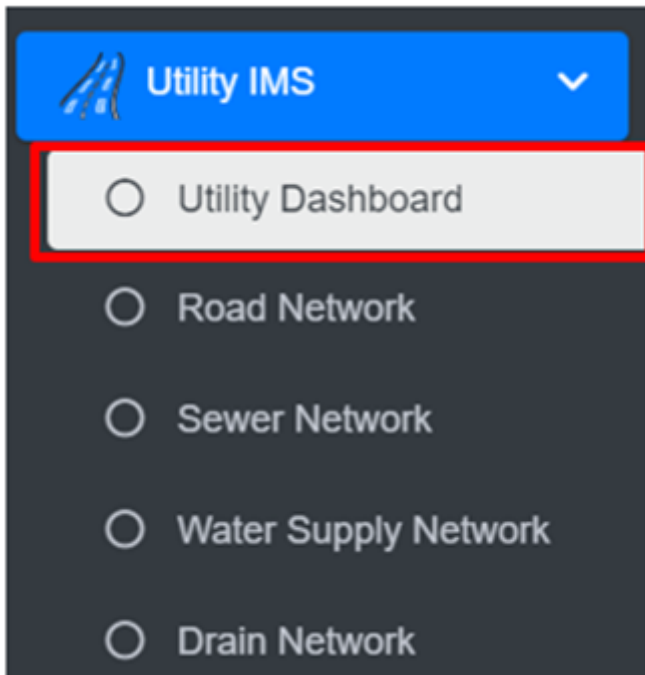 Utility IMS
Utility Dashboard
Road Network
Sewer Network
Water Supply Network
Drain Network